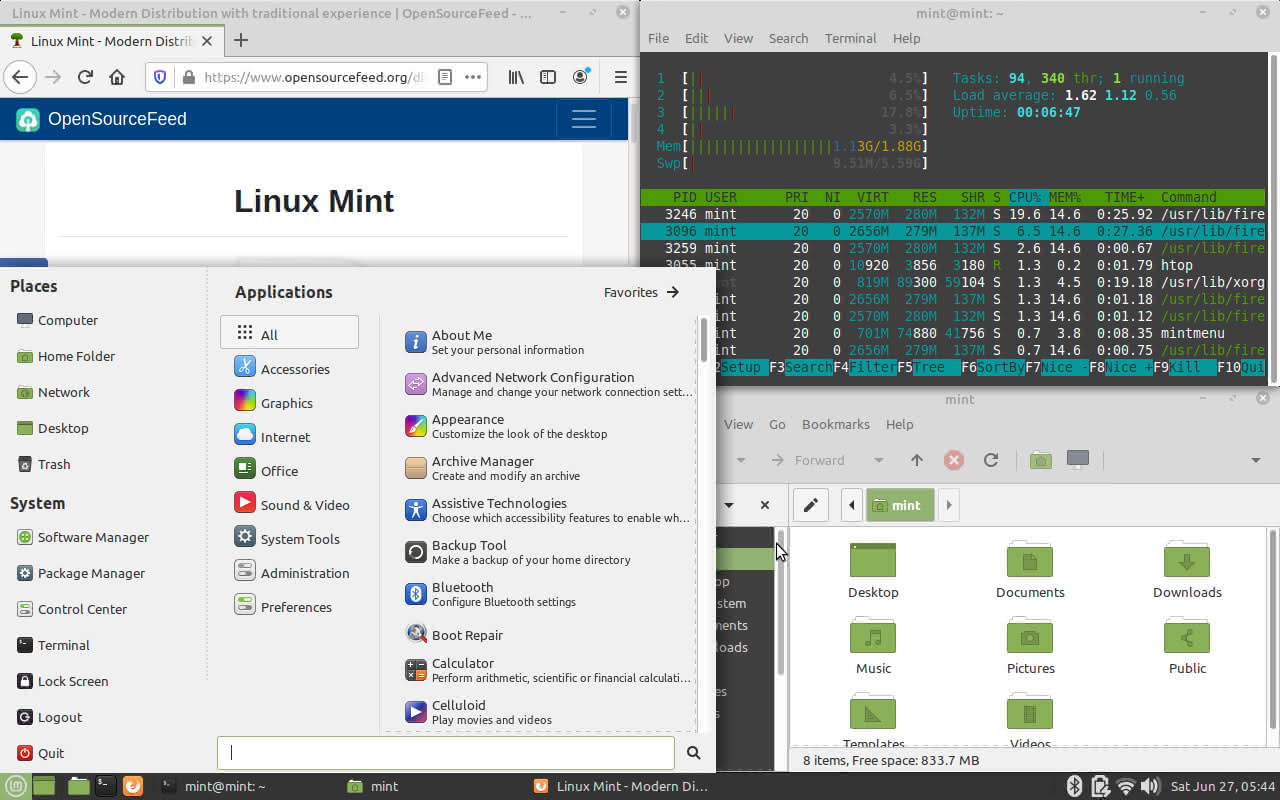 Linux Mint - Modern Distribution with traditional experience | OpenSourceFeed - ...
Linux Mint - Modern Distrib
https://www.opensourcefeed.org/di
OpenSourceFeed
Linux Mint
mint@mint: ~
File Edit View Search Terminal Help
1 [|| 4.5%] Tasks: 94, 340 thr; 1 running
2 [||| 6.5%] Load average: 1.62 1.12 0.56
3 [|||||| 17.8%] Uptime: 00:06:47
4 [|| 3.3%]
Mem[||||||||||||||||||1.13G/1.88G]
Swp[| 9.51M/5.59G]
PID USER PRI NI VIRT RES SHR S CPU% MEM% TIME+ Command
3246 mint 20 0 2570M 280M 132M S 19.6 14.6 0:25.92 /usr/lib/fire
3096 mint 20 0 2656M 279M 137M S 6.5 14.6 0:27.36 /usr/lib/fire
3259 mint 20 0 2570M 280M 132M S 2.6 14.6 0:00.67 /usr/lib/fire
3055 mint 20 0 10920 3856 3180 R 1.3 0.2 0:01.79 htop
20 0 819M 89300 59104 S 1.3 4.5 0:19.18 /usr/lib/xorg
int 20 0 2656M 279M 137M S 1.3 14.6 0:01.18 /usr/lib/fire
int 20 0 2570M 280M 132M S 1.3 14.6 0:01.12 /usr/lib/fire
int 20 0 701M 74880 41756 S 0.7 3.8 0:08.35 mintmenu
int 20 0 2656M 279M 137M S 0.7 14.6 0:00.75 /usr/lib/fire
2Setup F3SearchF4FilterF5Tree F6SortByF7Nice -F8Nice +F9Kill F10Qui
Places
Computer
Home Folder
Network
Desktop
Trash
System
Software Manager
Package Manager
Control Center
Terminal
Lock Screen
Logout
Quit
Applications
Favorites
All
Accessories
Graphics
Internet
Office
Sound & Video
System Tools
Administration
Preferences
About Me
Set your personal information
Advanced Network Configuration
Manage and change your network connection sett...
Appearance
Customize the look of the desktop
Archive Manager
Create and modify an archive
Assistive Technologies
Choose which accessibility features to enable wh...
Backup Tool
Make a backup of your home directory
Bluetooth
Configure Bluetooth settings
Boot Repair
Calculator
Perform arithmetic, scientific or financial calculati...
Celluloid
Play movies and videos
mint
View Go Bookmarks Help
Forward
mint
op
stem
ments
loads
es
s
Desktop Documents Downloads
Music Pictures Public
Templates Videos
8 items, Free space: 833.7 MB
mint@mint: ~
mint
Linux Mint - Modern Di...
Sat Jun 27, 05:44